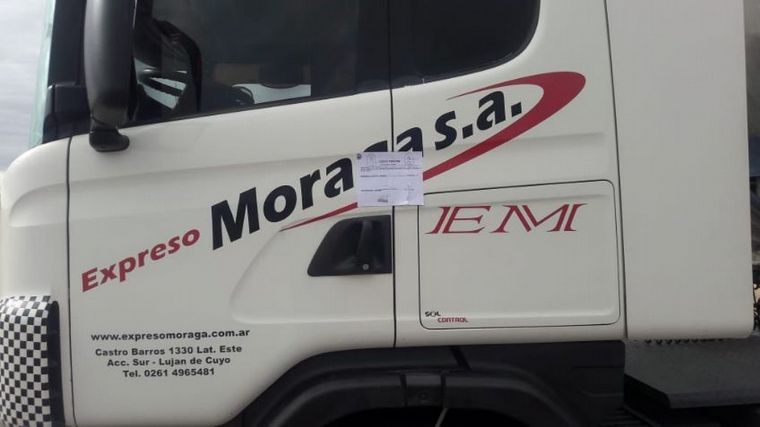 Expreso Moraga s.a.
EM
SOL
CONTROL
www.expresomoraga.com.ar
Castro Barros 1330 Lat. Este
Acc. Sur - Lujan de Cuyo
Tel. 0261 4965481